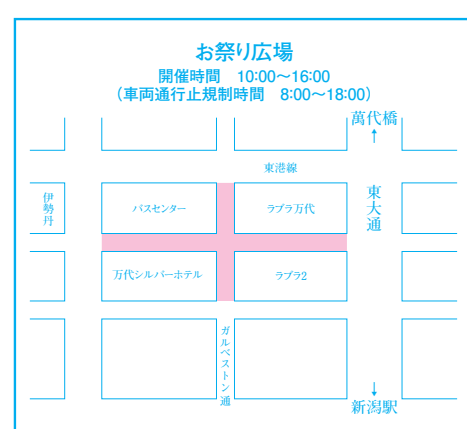 お祭り広場
開催時間　10:00～16:00
（車両通行止規制時間　8:00～18:00）
萬代橋
↑
東港線
伊勢丹
バスセンター
ラブラ万代
東大通
万代シルバーホテル
ラブラ2
ガルベストン通
↓
新潟駅